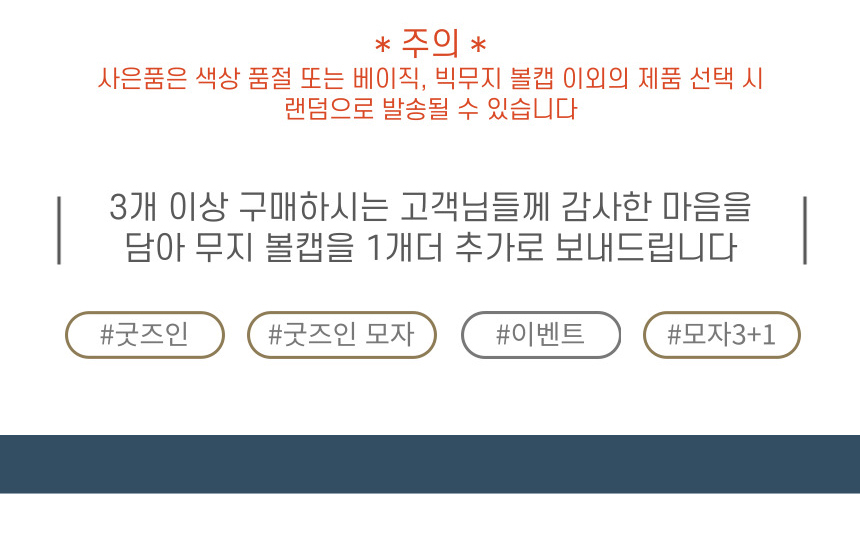 * 주의 *
사은품은 색상 품절 또는 베이직, 빅무지 볼캡 이외의 제품 선택 시
랜덤으로 발송될 수 있습니다
3개 이상 구매하시는 고객님들께 감사한 마음을
담아 무지 볼캡을 1개더 추가로 보내드립니다
#굿즈인 #굿즈인 모자 #이벤트 #모자3+1